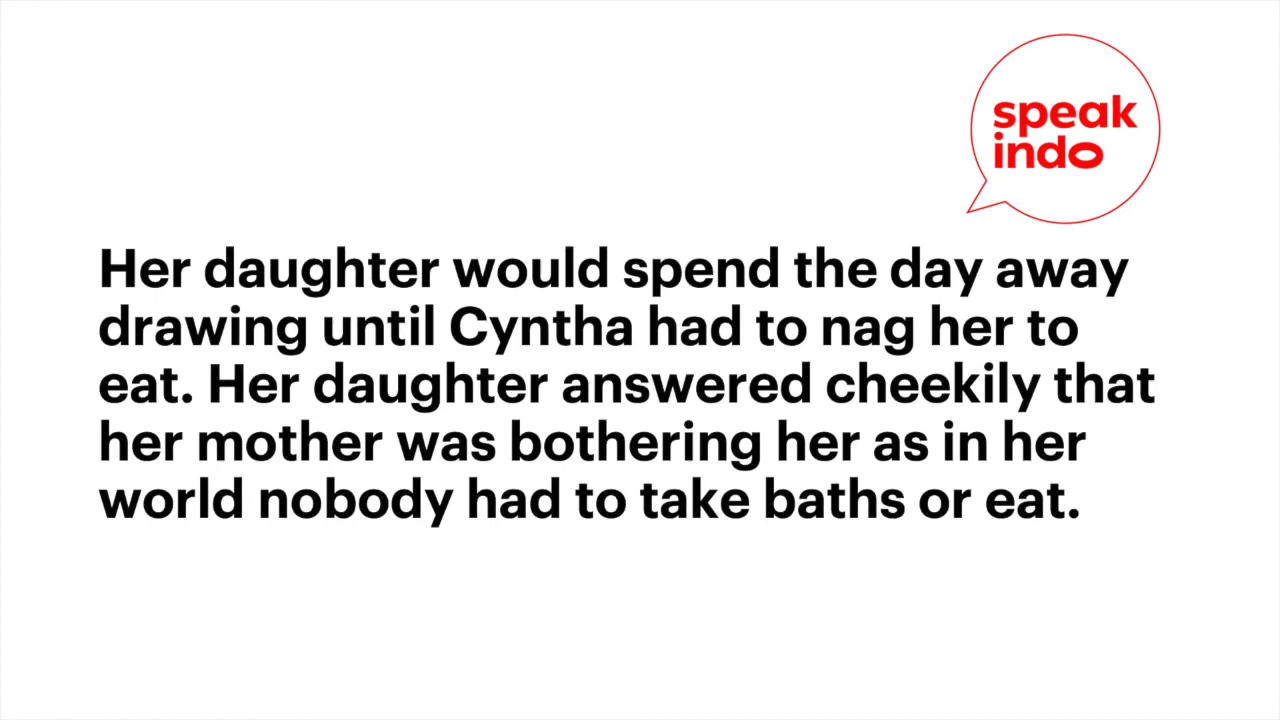 speak
indo
Her daughter would spend the day away
drawing until Cyntha had to nag her to
eat. Her daughter answered cheekily that
her mother was bothering her as in her
world nobody had to take baths or eat.